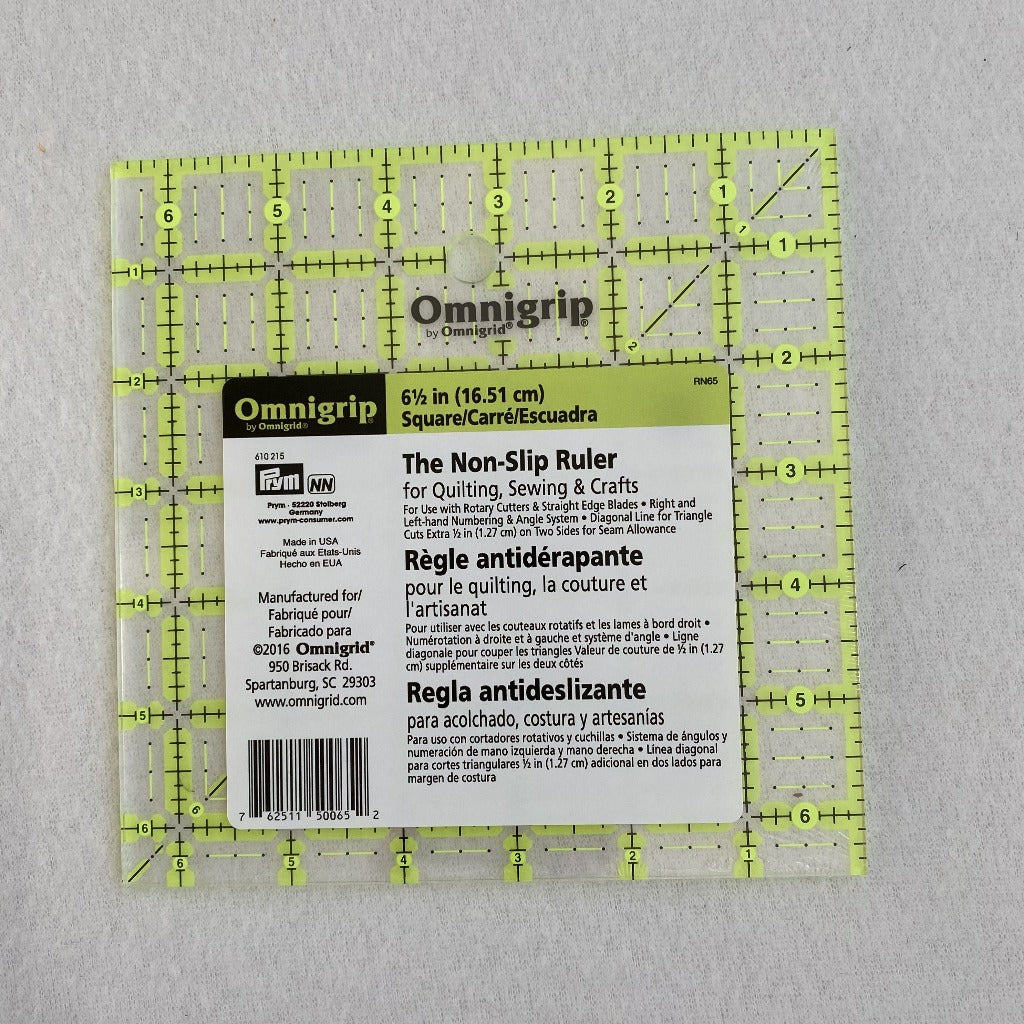 6 5 4 3 2 1
1
1 1
Omnigrip®
by Omnigrid®
2
2 2
Omnigrip®
by Omnigrid®
6½ in (16.51 cm)
Square/Carré/Escuadra
RN65
610 215
Prym NN
Prym · 52220 Stolberg
Germany
www.prym-consumer.com
Made in USA
Fabriqué aux Etats-Unis
Hecho en EUA
Manufactured for/
Fabriqué pour/
Fabricado para
©2016 Omnigrid®
950 Brisack Rd.
Spartanburg, SC 29303
www.omnigrid.com
7 62511 50065 2
The Non-Slip Ruler
for Quilting, Sewing & Crafts
For Use with Rotary Cutters & Straight Edge Blades • Right and
Left-hand Numbering & Angle System • Diagonal Line for Triangle
Cuts Extra ½ in (1.27 cm) on Two Sides for Seam Allowance
Règle antidérapante
pour le quilting, la couture et
l'artisanat
Pour utiliser avec les couteaux rotatifs et les lames à bord droit •
Numérotation à droite et à gauche et système d'angle • Ligne
diagonale pour couper les triangles Valeur de couture de ½ in (1.27
cm) supplémentaire sur les deux côtés
Regla antideslizante
para acolchado, costura y artesanías
Para uso con cortadores rotativos y cuchillas • Sistema de ángulos y
numeración de mano izquierda y mano derecha • Línea diagonal
para cortes triangulares ½ in (1.27 cm) adicional en dos lados para
margen de costura
3 3
4 4
5 5
6
6 6
6 5 4 3 2 1